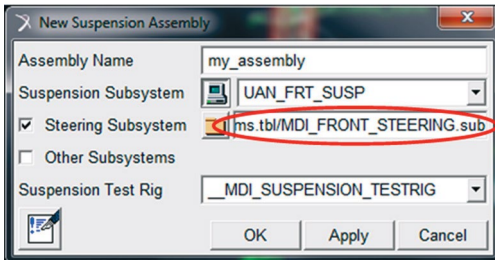 New Suspension Assembly
Assembly Name my_assembly
Suspension Subsystem UAN_FRT_SUSP
Steering Subsystem ms.tbl/MDI_FRONT_STEERING.sub
Other Subsystems
Suspension Test Rig __MDI_SUSPENSION_TESTRIG
OK Apply Cancel